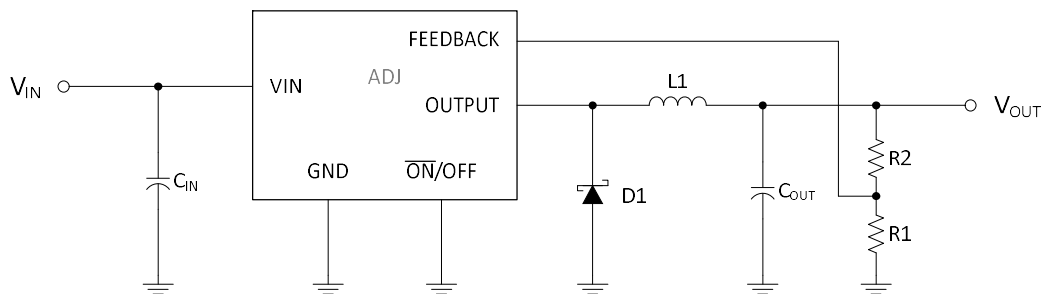 FEEDBACK
ADJ
VIN
VIN
OUTPUT
L1
VOUT
R2
GND
ON/OFF
CIN
D1
COUT
R1